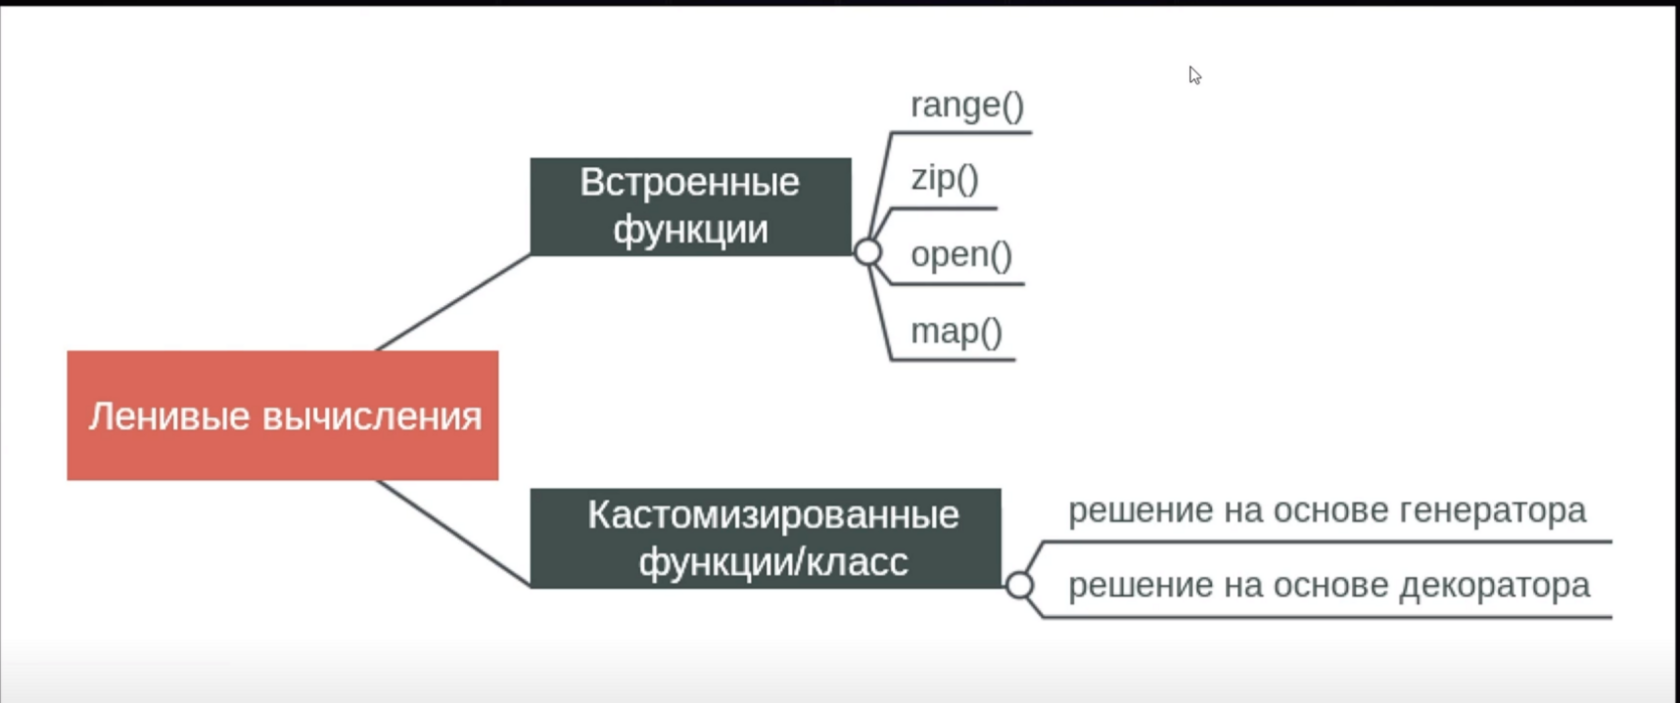 range()
zip()
open()
map()
Встроенные
функции
Ленивые вычисления
Кастомизированные
функции/класс
решение на основе генератора
решение на основе декоратора